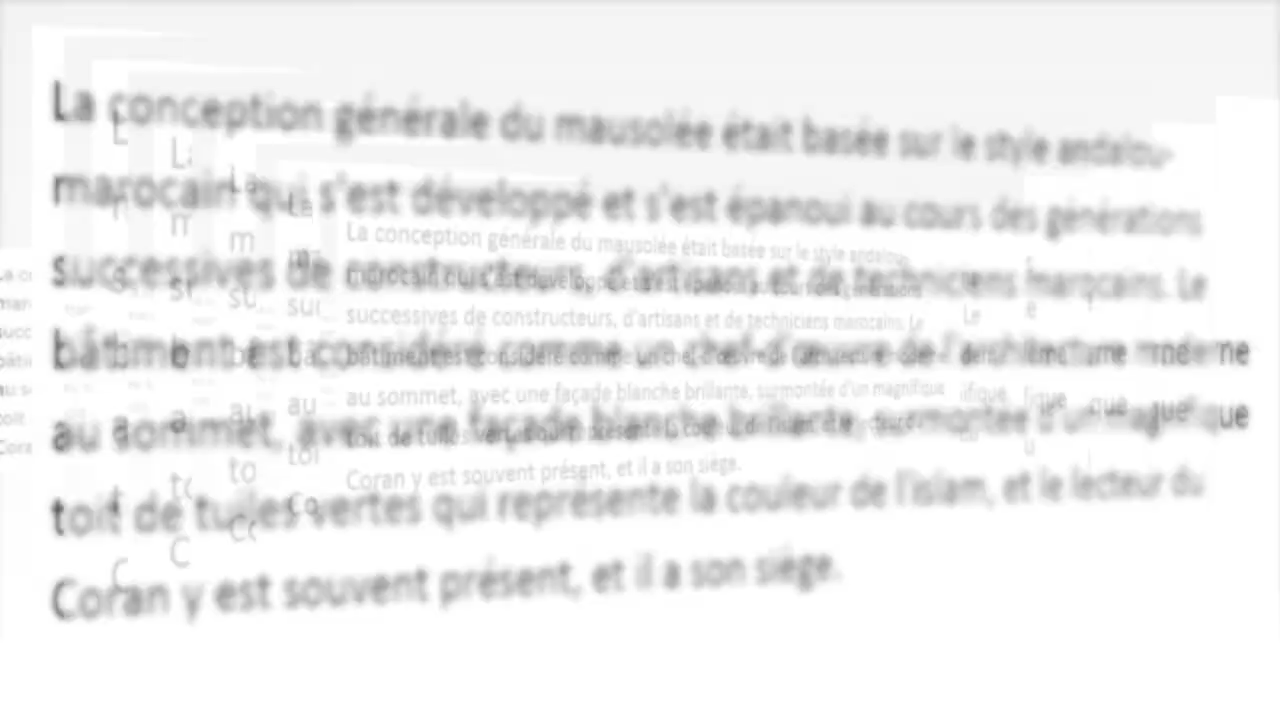 La conception générale du mausolée était basée sur le style andalou-
marocain qui s'est développé et s'est épanoui au cours des générations
successives de constructeurs, d'artisans et de techniciens marocains. Le
bâtiment est considéré comme un chef-d'œuvre de l'architecture moderne
au sommet, avec une façade blanche brillante, surmontée d'un magnifique
toit de tuiles vertes qui représente la couleur de l'islam, et le lecteur du
Coran y est souvent présent, et il a son siège.